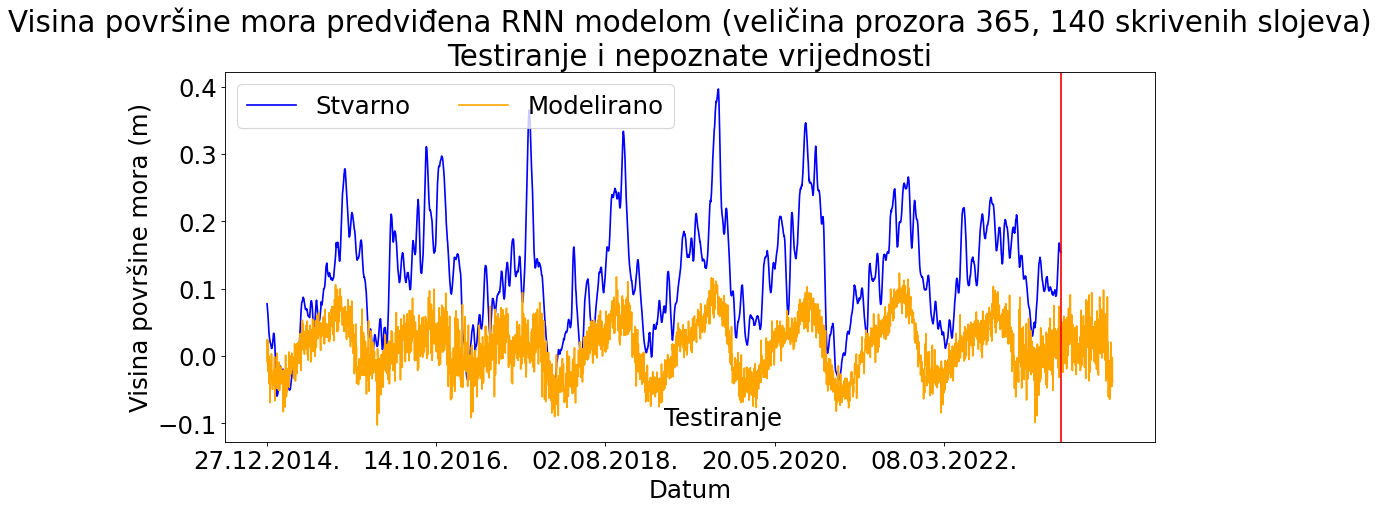 Visina površine mora predviđena RNN modelom (veličina prozora 365, 140 skrivenih slojeva)
Testiranje i nepoznate vrijednosti
Stvarno
Modelirano
Visina površine mora (m)
0.4
0.3
0.2
0.1
0.0
−0.1
Testiranje
27.12.2014.
14.10.2016.
02.08.2018.
20.05.2020.
08.03.2022.
Datum